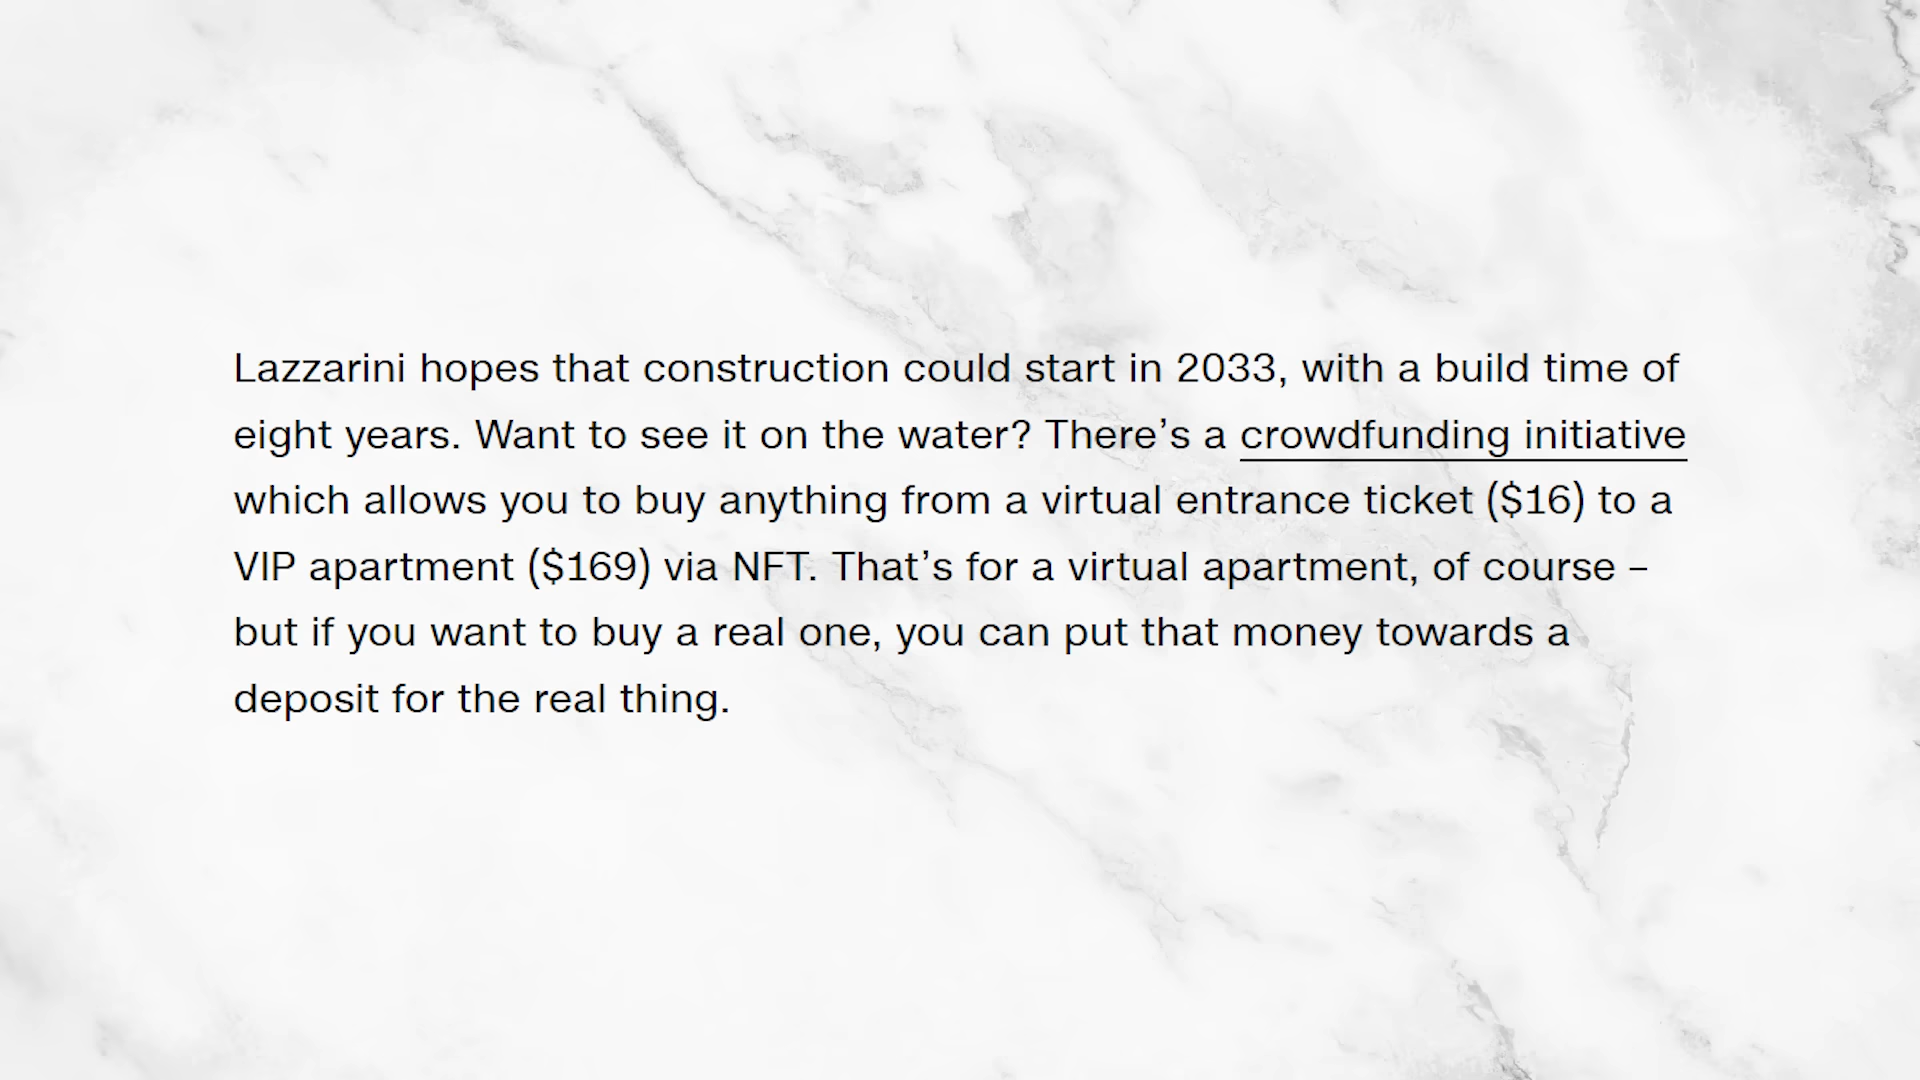 Lazzarini hopes that construction could start in 2033, with a build time of
eight years. Want to see it on the water? There’s a crowdfunding initiative
which allows you to buy anything from a virtual entrance ticket ($16) to a
VIP apartment ($169) via NFT. That’s for a virtual apartment, of course –
but if you want to buy a real one, you can put that money towards a
deposit for the real thing.